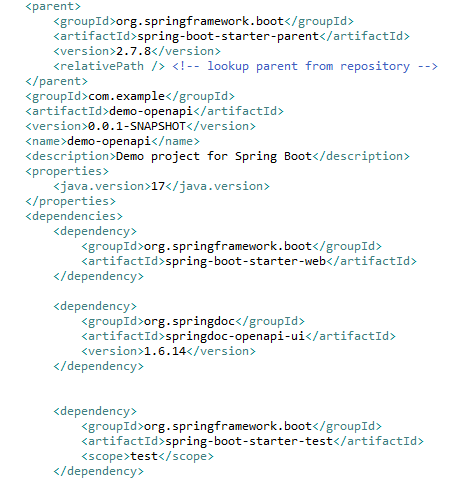 <parent>
<groupId>org.springframework.boot</groupId>
<artifactId>spring-boot-starter-parent</artifactId>
<version>2.7.8</version>
<relativePath /> <!-- lookup parent from repository -->
</parent>
<groupId>com.example</groupId>
<artifactId>demo-openapi</artifactId>
<version>0.0.1-SNAPSHOT</version>
<name>demo-openapi</name>
<description>Demo project for Spring Boot</description>
<properties>
<java.version>17</java.version>
</properties>
<dependencies>
<dependency>
<groupId>org.springframework.boot</groupId>
<artifactId>spring-boot-starter-web</artifactId>
</dependency>
<dependency>
<groupId>org.springdoc</groupId>
<artifactId>springdoc-openapi-ui</artifactId>
<version>1.6.14</version>
</dependency>
<dependency>
<groupId>org.springframework.boot</groupId>
<artifactId>spring-boot-starter-test</artifactId>
<scope>test</scope>
</dependency>